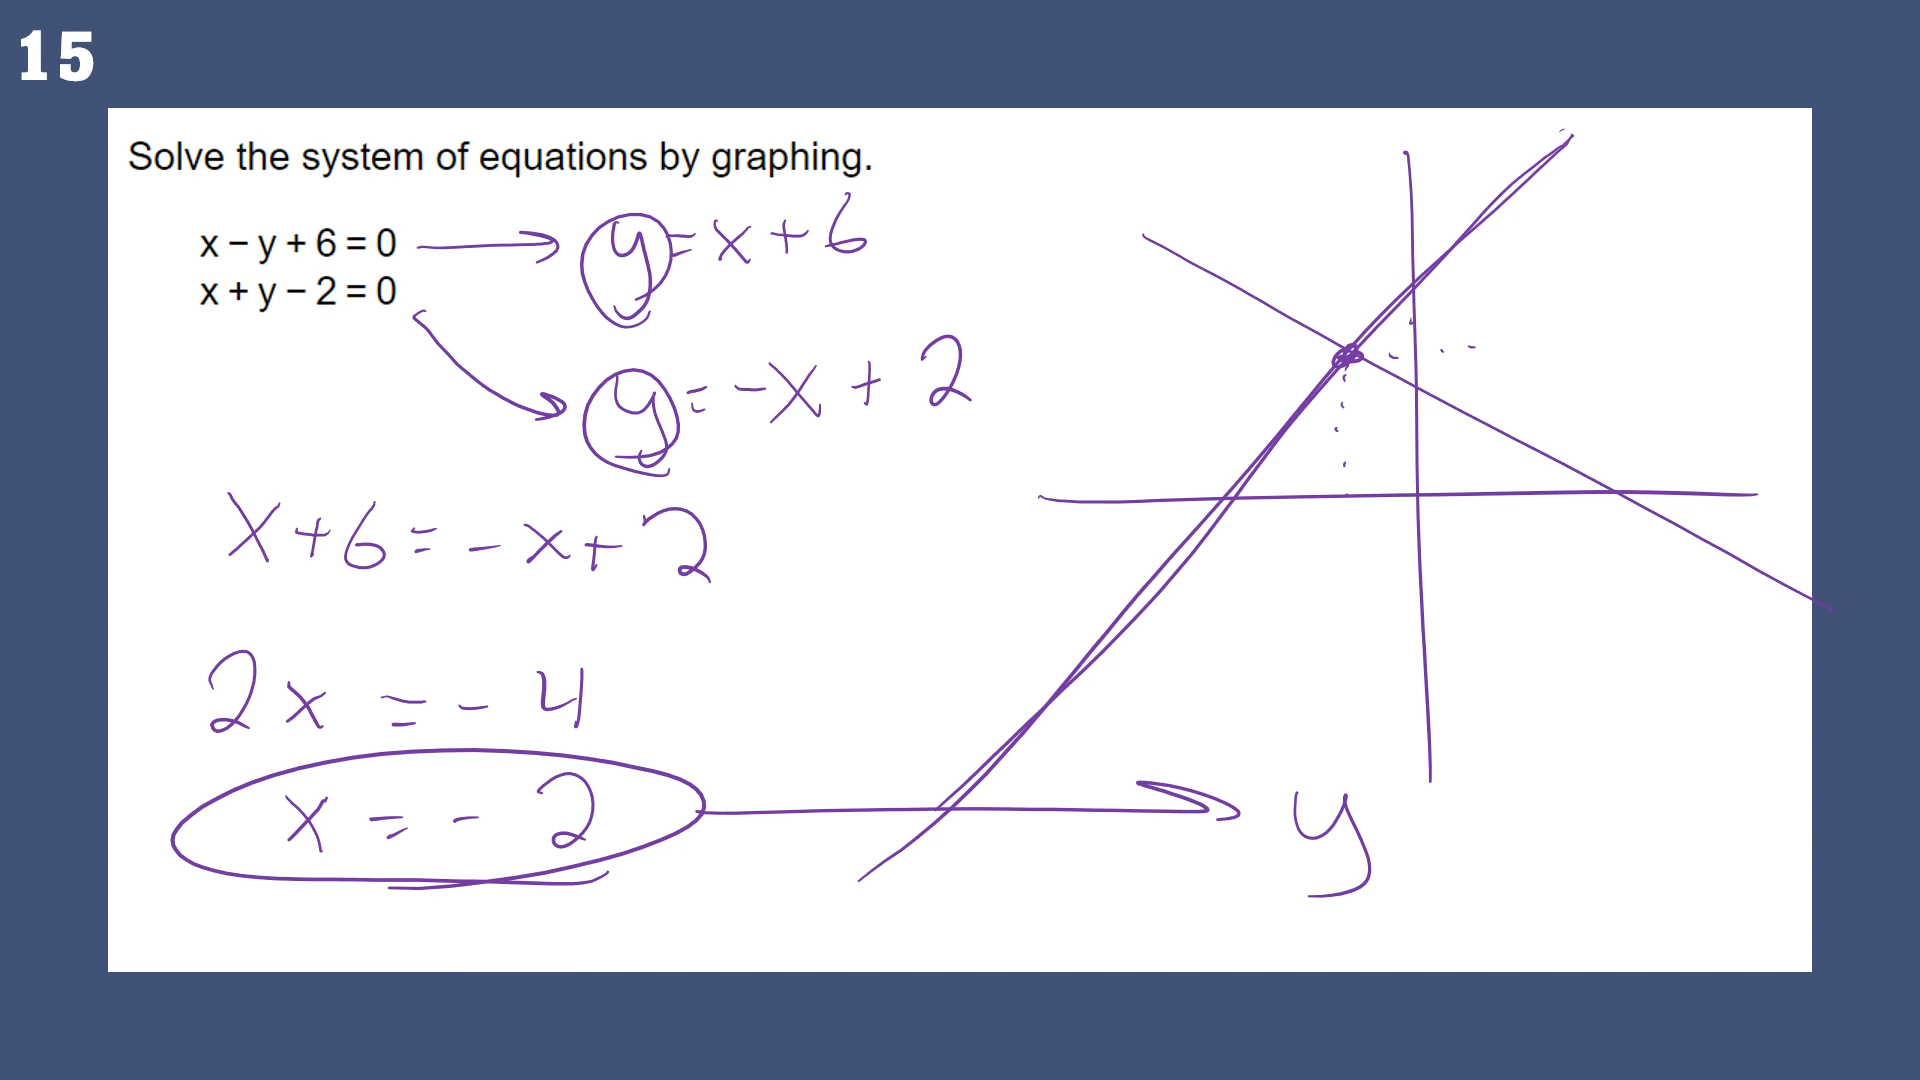 15
Solve the system of equations by graphing.
x − y + 6 = 0
y = x + 6
x + y − 2 = 0
y = -x + 2
x + 6 = -x + 2
2x = -4
x = -2
y